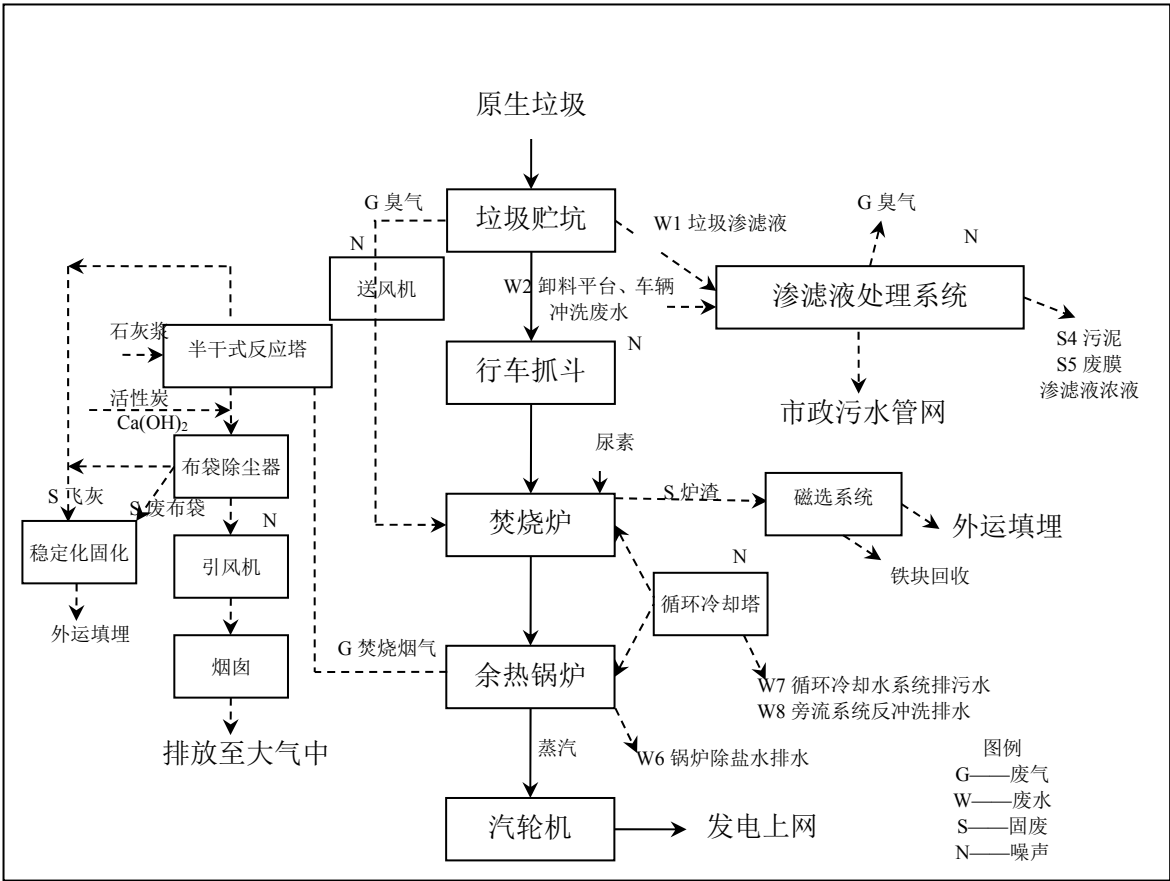 原生垃圾
G 臭气
垃圾贮坑
W1 垃圾渗滤液
G 臭气
N
N
送风机
W2 卸料平台、车辆
冲洗废水
渗滤液处理系统
石灰浆
半干式反应塔
N
行车抓斗
S4 污泥
S5 废膜
渗滤液浓液
市政污水管网
活性炭
Ca(OH)₂
布袋除尘器
尿素
S 飞灰
S 废布袋
N
S 炉渣
磁选系统
焚烧炉
外运填埋
稳定化固化
引风机
铁块回收
N
循环冷却塔
外运填埋
烟囱
G 焚烧烟气
余热锅炉
W7 循环冷却水系统排污水
W8 旁流系统反冲洗排水
排放至大气中
蒸汽
W6 锅炉除盐水排水
图例
G——废气
W——废水
S——固废
N——噪声
汽轮机
发电上网